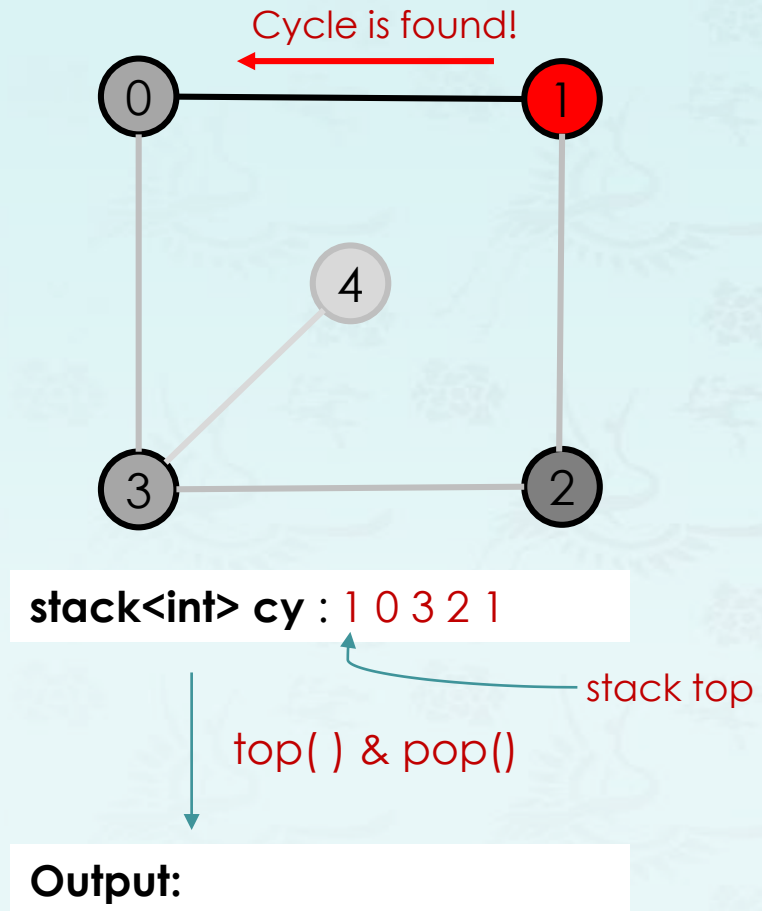 Cycle is found!
0
1
4
3
2
stack<int> cy : 1 0 3 2 1
stack top
top( ) & pop()
Output: